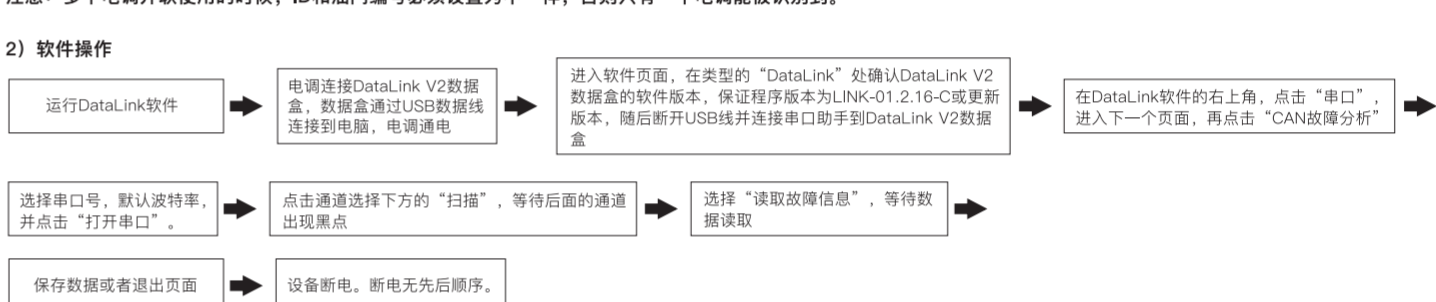 注意：多个电调并联使用的时候，ID和油门编号必须设置为不一样，否则只有一个电调能被识别到。
2）软件操作
运行DataLink软件
电调连接DataLink V2数据
盒，数据盒通过USB数据线
连接到电脑，电调通电
进入软件页面，在类型的“DataLink”处确认DataLink V2
数据盒的软件版本，保证程序版本为LINK-01.2.16-C或更新
版本，随后断开USB线并连接串口助手到DataLink V2数据
盒
在DataLink软件的右上角，点击“串口”，
进入下一个页面，再点击“CAN故障分析”
选择串口号，默认波特率，
并点击“打开串口”。
点击通道选择下方的“扫描”，等待后面的通道
出现黑点
选择“读取故障信息”，等待数
据读取
保存数据或者退出页面
设备断电。断电无先后顺序。